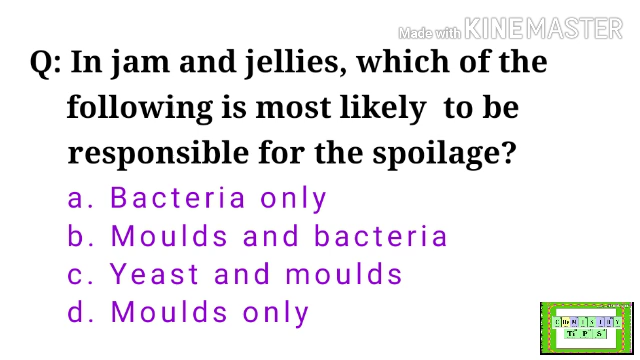 Made with KINEMASTER
Q: In jam and jellies, which of the
following is most likely to be
responsible for the spoilage?
a. Bacteria only
b. Moulds and bacteria
c. Yeast and moulds
d. Moulds only
TiPS